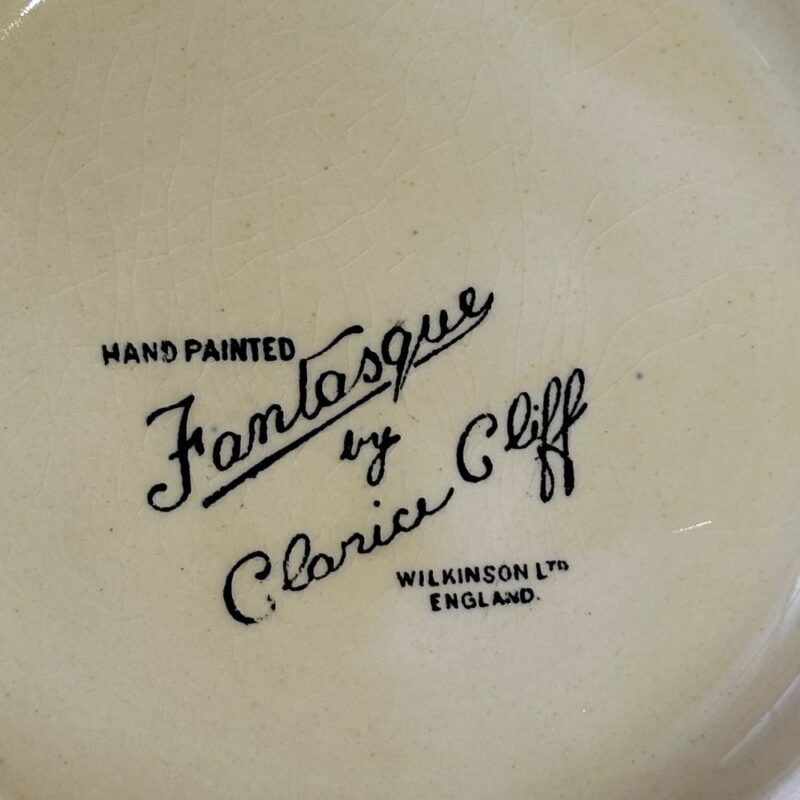 HAND PAINTED
Fantasque
by
Clarice Cliff
WILKINSON LTD
ENGLAND.